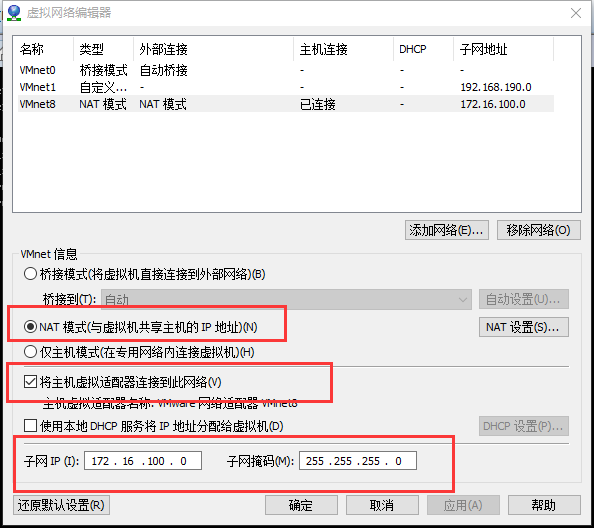 虚拟网络编辑器
名称 类型 外部连接 主机连接 DHCP 子网地址
VMnet0 桥接模式 自动桥接 - - -
VMnet1 自定义... - - - 192.168.190.0
VMnet8 NAT 模式 NAT 模式 已连接 - 172.16.100.0
添加网络(E)... 移除网络(O)
VMnet 信息
桥接模式(将虚拟机直接连接到外部网络)(B)
桥接到(T): 自动 自动设置(U)...
NAT 模式(与虚拟机共享主机的 IP 地址)(N) NAT 设置(S)...
仅主机模式(在专用网络内连接虚拟机)(H)
将主机虚拟适配器连接到此网络(V)
主机虚拟适配器名称: VMware 网络适配器 VMnet8
使用本地 DHCP 服务将 IP 地址分配给虚拟机(D) DHCP 设置(P)...
子网 IP (I): 172 . 16 .100 . 0 子网掩码(M): 255 .255 .255 . 0
还原默认设置(R) 确定 取消 应用(A) 帮助